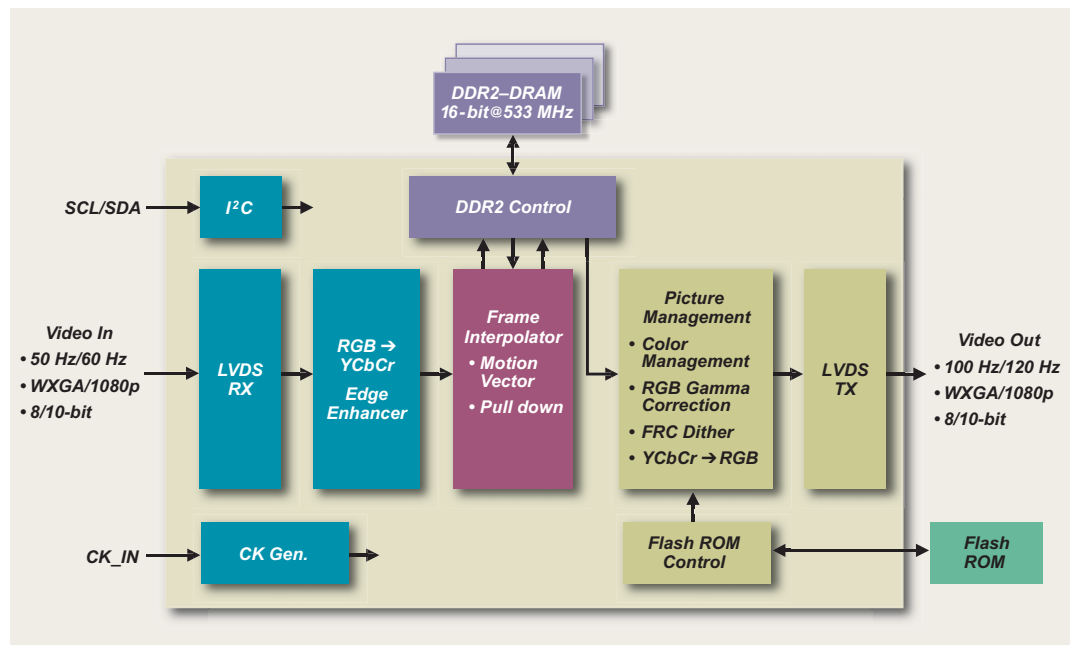 DDR2–DRAM
16-bit@533 MHz
SCL/SDA
I²C
DDR2 Control
Video In
• 50 Hz/60 Hz
• WXGA/1080p
• 8/10-bit
LVDS
RX
RGB ➔
YCbCr
Edge
Enhancer
Frame
Interpolator
• Motion
Vector
• Pull down
Picture
Management
• Color
Management
• RGB Gamma
Correction
• FRC Dither
• YCbCr ➔ RGB
LVDS
TX
Video Out
• 100 Hz/120 Hz
• WXGA/1080p
• 8/10-bit
CK_IN
CK Gen.
Flash ROM
Control
Flash
ROM